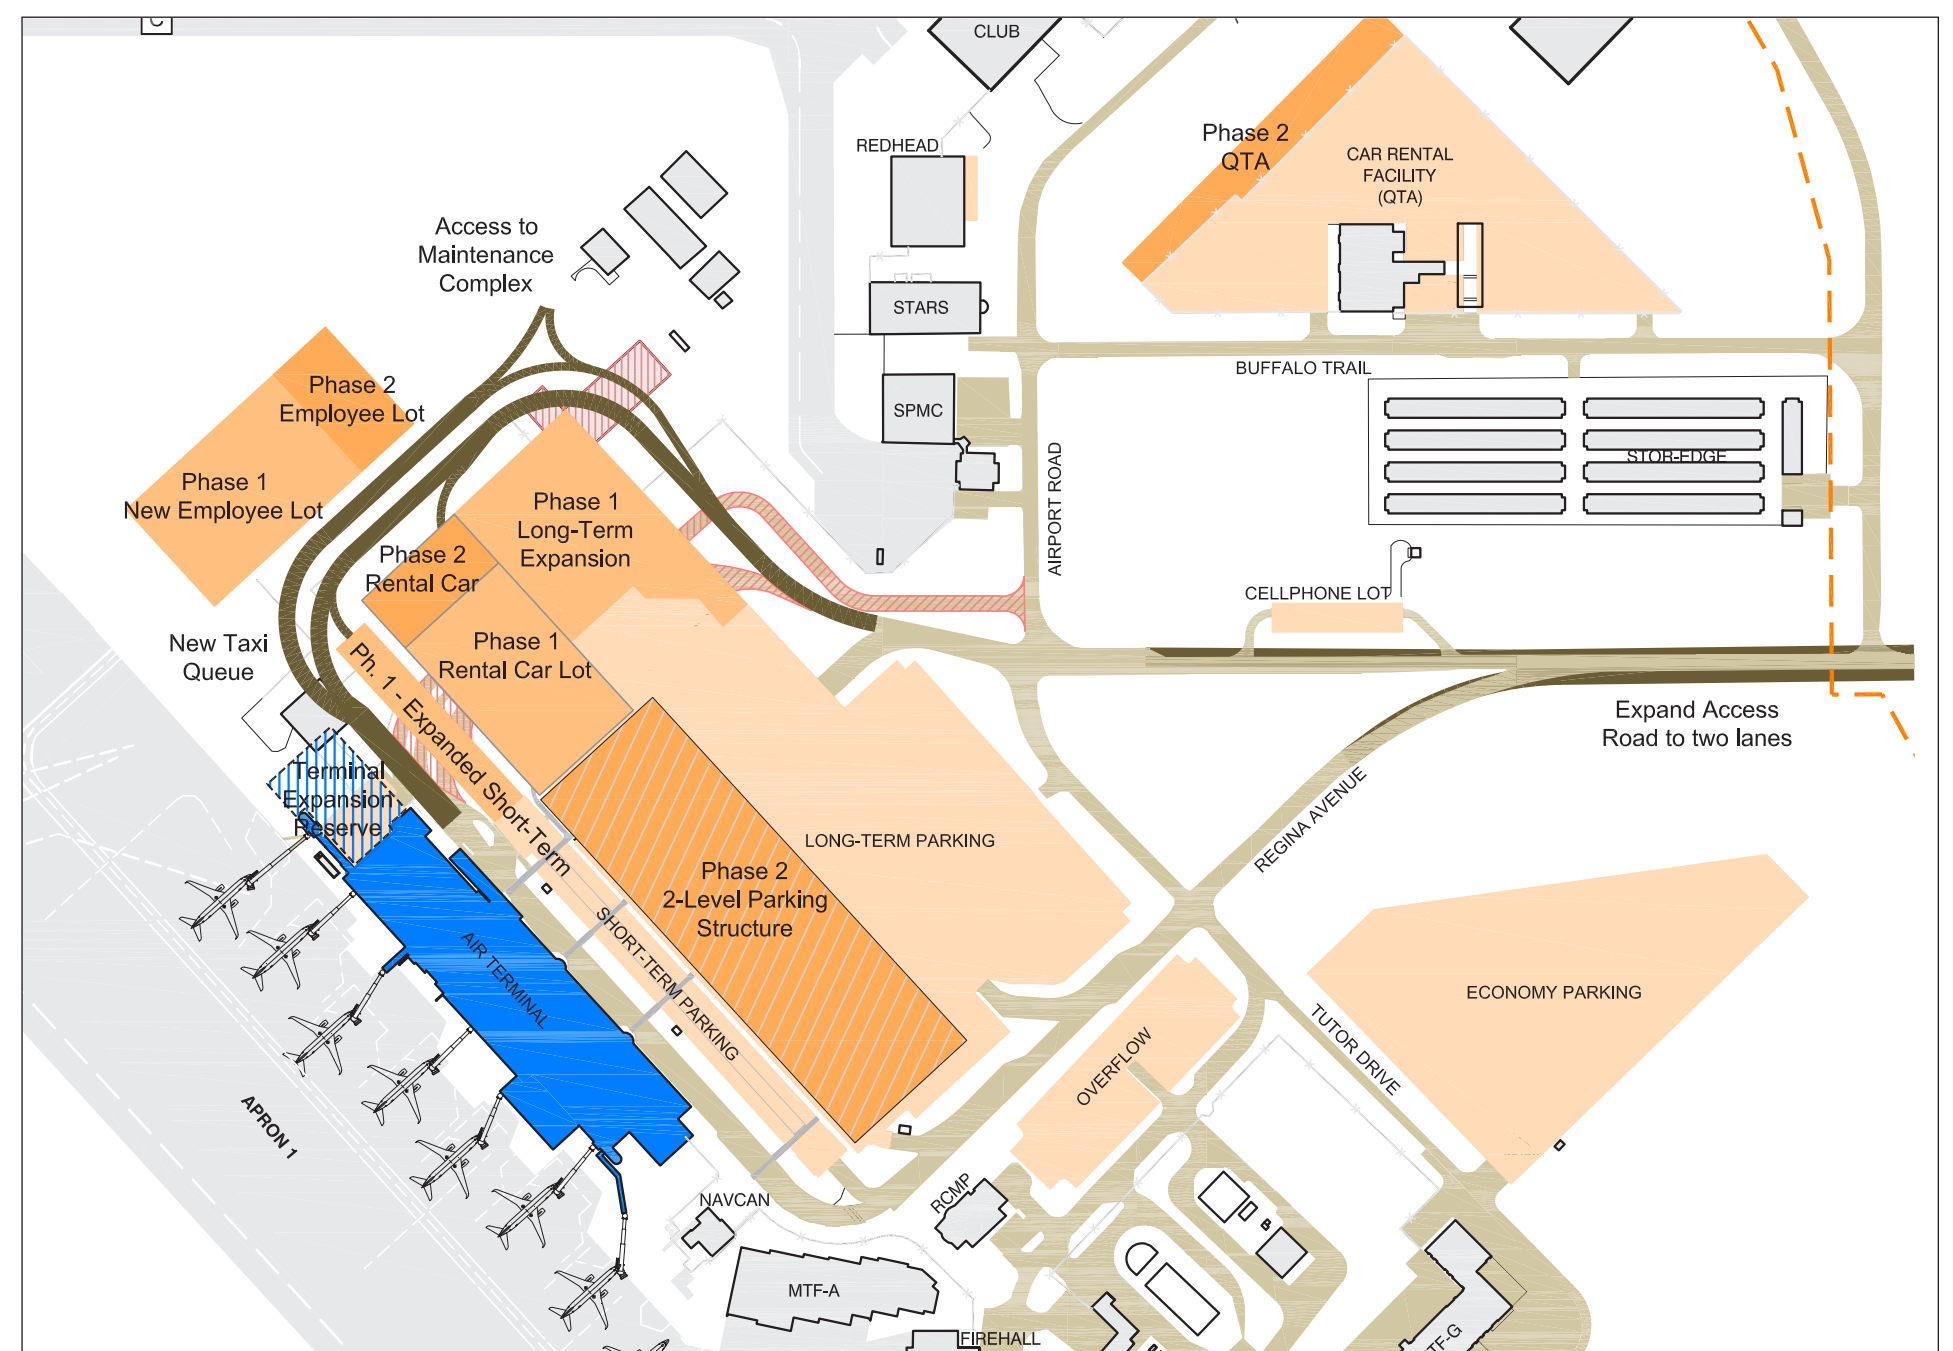 C
CLUB
REDHEAD
Phase 2
QTA
CAR RENTAL
FACILITY
(QTA)
Access to
Maintenance
Complex
STARS
BUFFALO TRAIL
Phase 2
Employee Lot
SPMC
STOR-EDGE
AIRPORT ROAD
Phase 1
New Employee Lot
Phase 1
Long-Term
Expansion
Phase 2
Rental Car
CELLPHONE LOT
New Taxi
Queue
Phase 1
Rental Car Lot
Ph. 1 - Expanded Short-Term
Expand Access
Road to two lanes
Terminal
Expansion
Reserve
REGINA AVENUE
LONG-TERM PARKING
Phase 2
2-Level Parking
Structure
SHORT-TERM PARKING
AIR TERMINAL
ECONOMY PARKING
OVERFLOW
TUTOR DRIVE
APRON 1
NAVCAN
RCMP
MTF-A
FIREHALL
TF-G